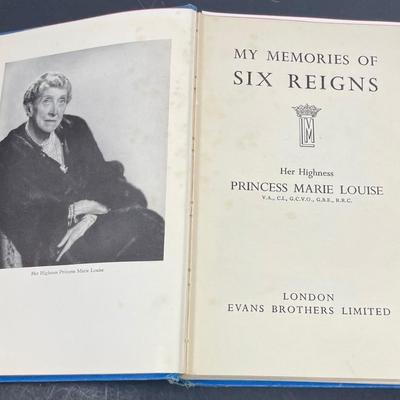 Her Highness Princess Marie Louise
MY MEMORIES OF
SIX REIGNS
LM
Her Highness
PRINCESS MARIE LOUISE
V.A., C.I., G.C.V.O., G.B.E., R.R.C.
LONDON
EVANS BROTHERS LIMITED